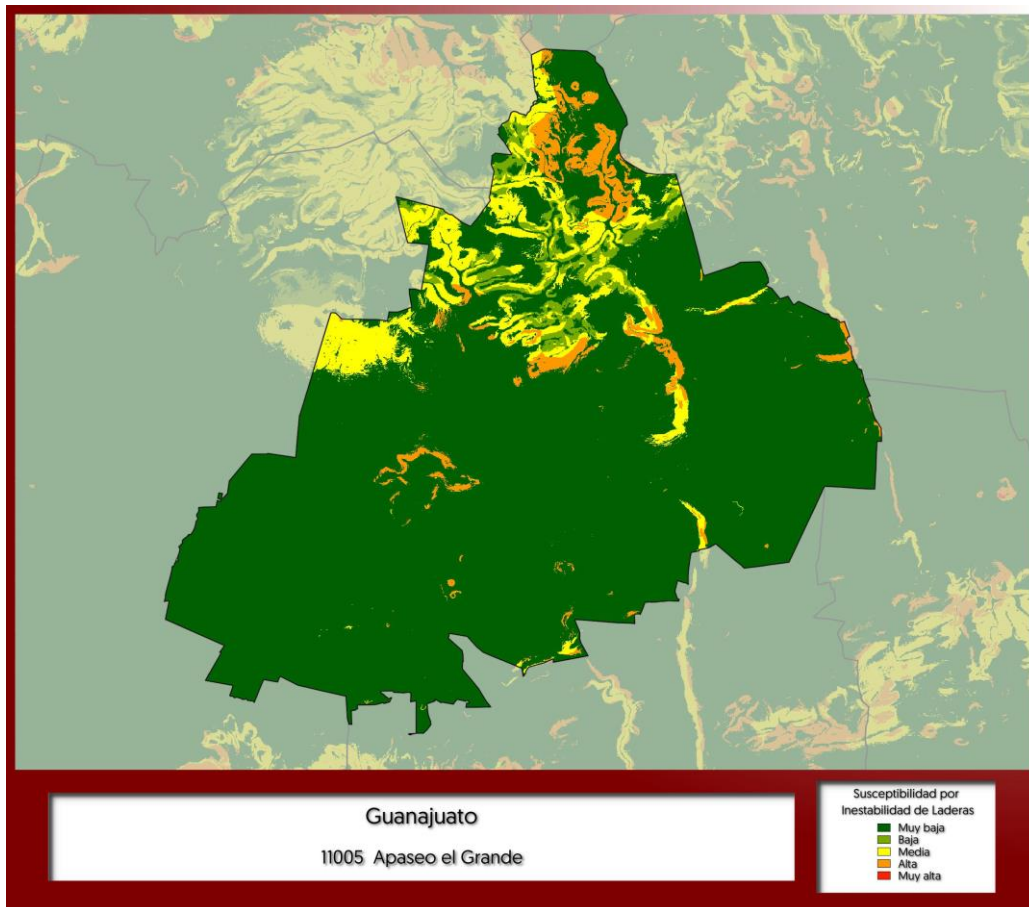 Guanajuato
11005 Apaseo el Grande
Susceptibilidad por
Inestabilidad de Laderas
Muy baja
Baja
Media
Alta
Muy alta